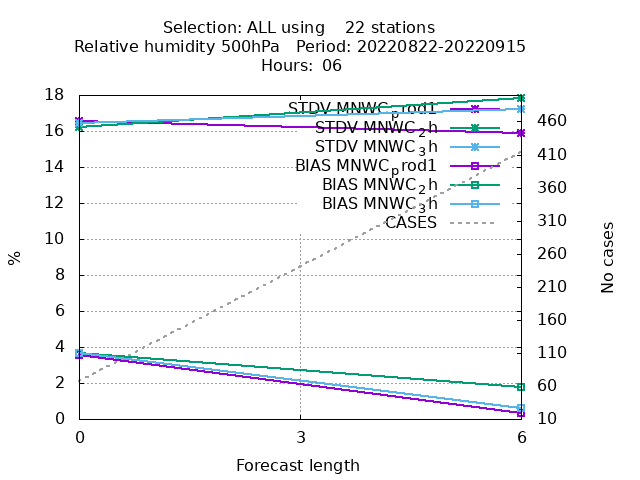 Selection: ALL using    22 stations
Relative humidity 500hPa   Period: 20220822-20220915
Hours: 06
STDV MNWC_prod1
STDV MNWC_2h
STDV MNWC_3h
BIAS MNWC_prod1
BIAS MNWC_2h
BIAS MNWC_3h
CASES
18
16
14
12
10
8
6
4
2
0
%
460
410
360
310
260
210
160
110
60
10
No cases
0 3 6
Forecast length